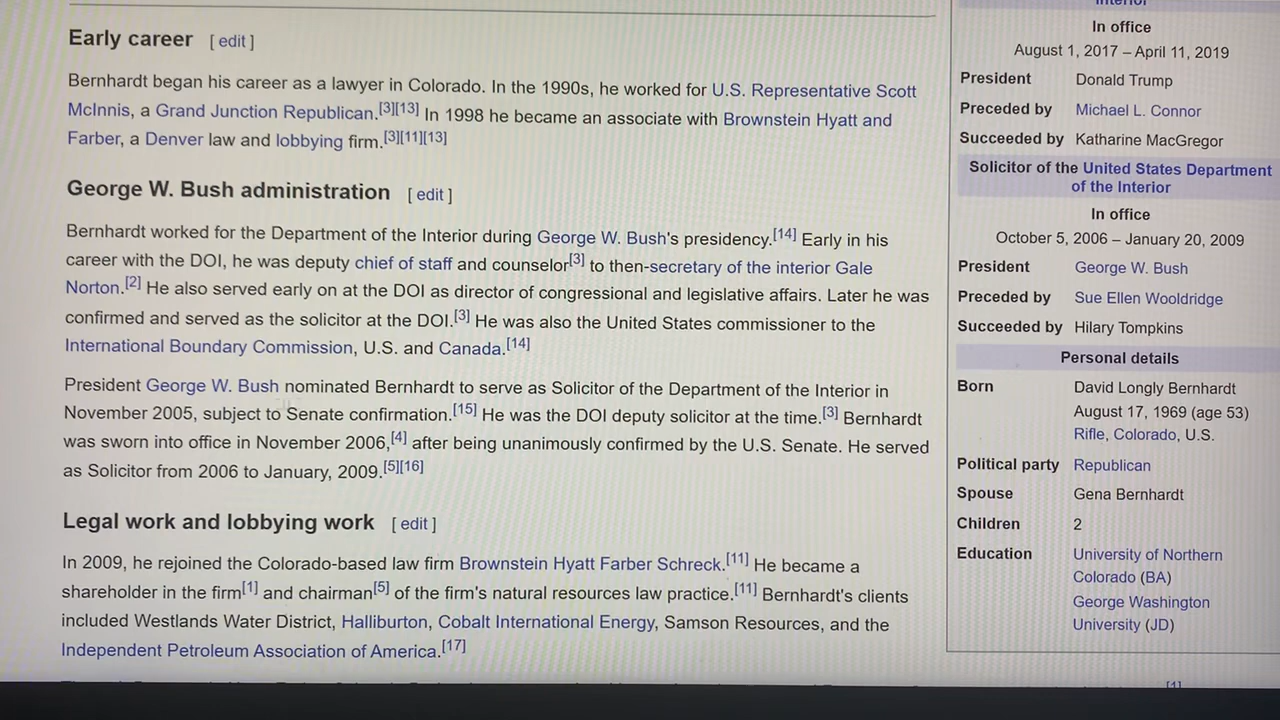 Early career [ edit ]
Bernhardt began his career as a lawyer in Colorado. In the 1990s, he worked for U.S. Representative Scott
McInnis, a Grand Junction Republican.[3][13] In 1998 he became an associate with Brownstein Hyatt and
Farber, a Denver law and lobbying firm.[3][11][13]
George W. Bush administration [ edit ]
Bernhardt worked for the Department of the Interior during George W. Bush's presidency.[14] Early in his
career with the DOI, he was deputy chief of staff and counselor[3] to then-secretary of the interior Gale
Norton.[2] He also served early on at the DOI as director of congressional and legislative affairs. Later he was
confirmed and served as the solicitor at the DOI.[3] He was also the United States commissioner to the
International Boundary Commission, U.S. and Canada.[14]
President George W. Bush nominated Bernhardt to serve as Solicitor of the Department of the Interior in
November 2005, subject to Senate confirmation.[15] He was the DOI deputy solicitor at the time.[3] Bernhardt
was sworn into office in November 2006,[4] after being unanimously confirmed by the U.S. Senate. He served
as Solicitor from 2006 to January, 2009.[5][16]
Legal work and lobbying work [ edit ]
In 2009, he rejoined the Colorado-based law firm Brownstein Hyatt Farber Schreck.[11] He became a
shareholder in the firm[1] and chairman[5] of the firm's natural resources law practice.[11] Bernhardt's clients
included Westlands Water District, Halliburton, Cobalt International Energy, Samson Resources, and the
Independent Petroleum Association of America.[17]
Interior
In office
August 1, 2017 – April 11, 2019
President Donald Trump
Preceded by Michael L. Connor
Succeeded by Katharine MacGregor
Solicitor of the United States Department
of the Interior
In office
October 5, 2006 – January 20, 2009
President George W. Bush
Preceded by Sue Ellen Wooldridge
Succeeded by Hilary Tompkins
Personal details
Born David Longly Bernhardt
August 17, 1969 (age 53)
Rifle, Colorado, U.S.
Political party Republican
Spouse Gena Bernhardt
Children 2
Education University of Northern
Colorado (BA)
George Washington
University (JD)
[1]